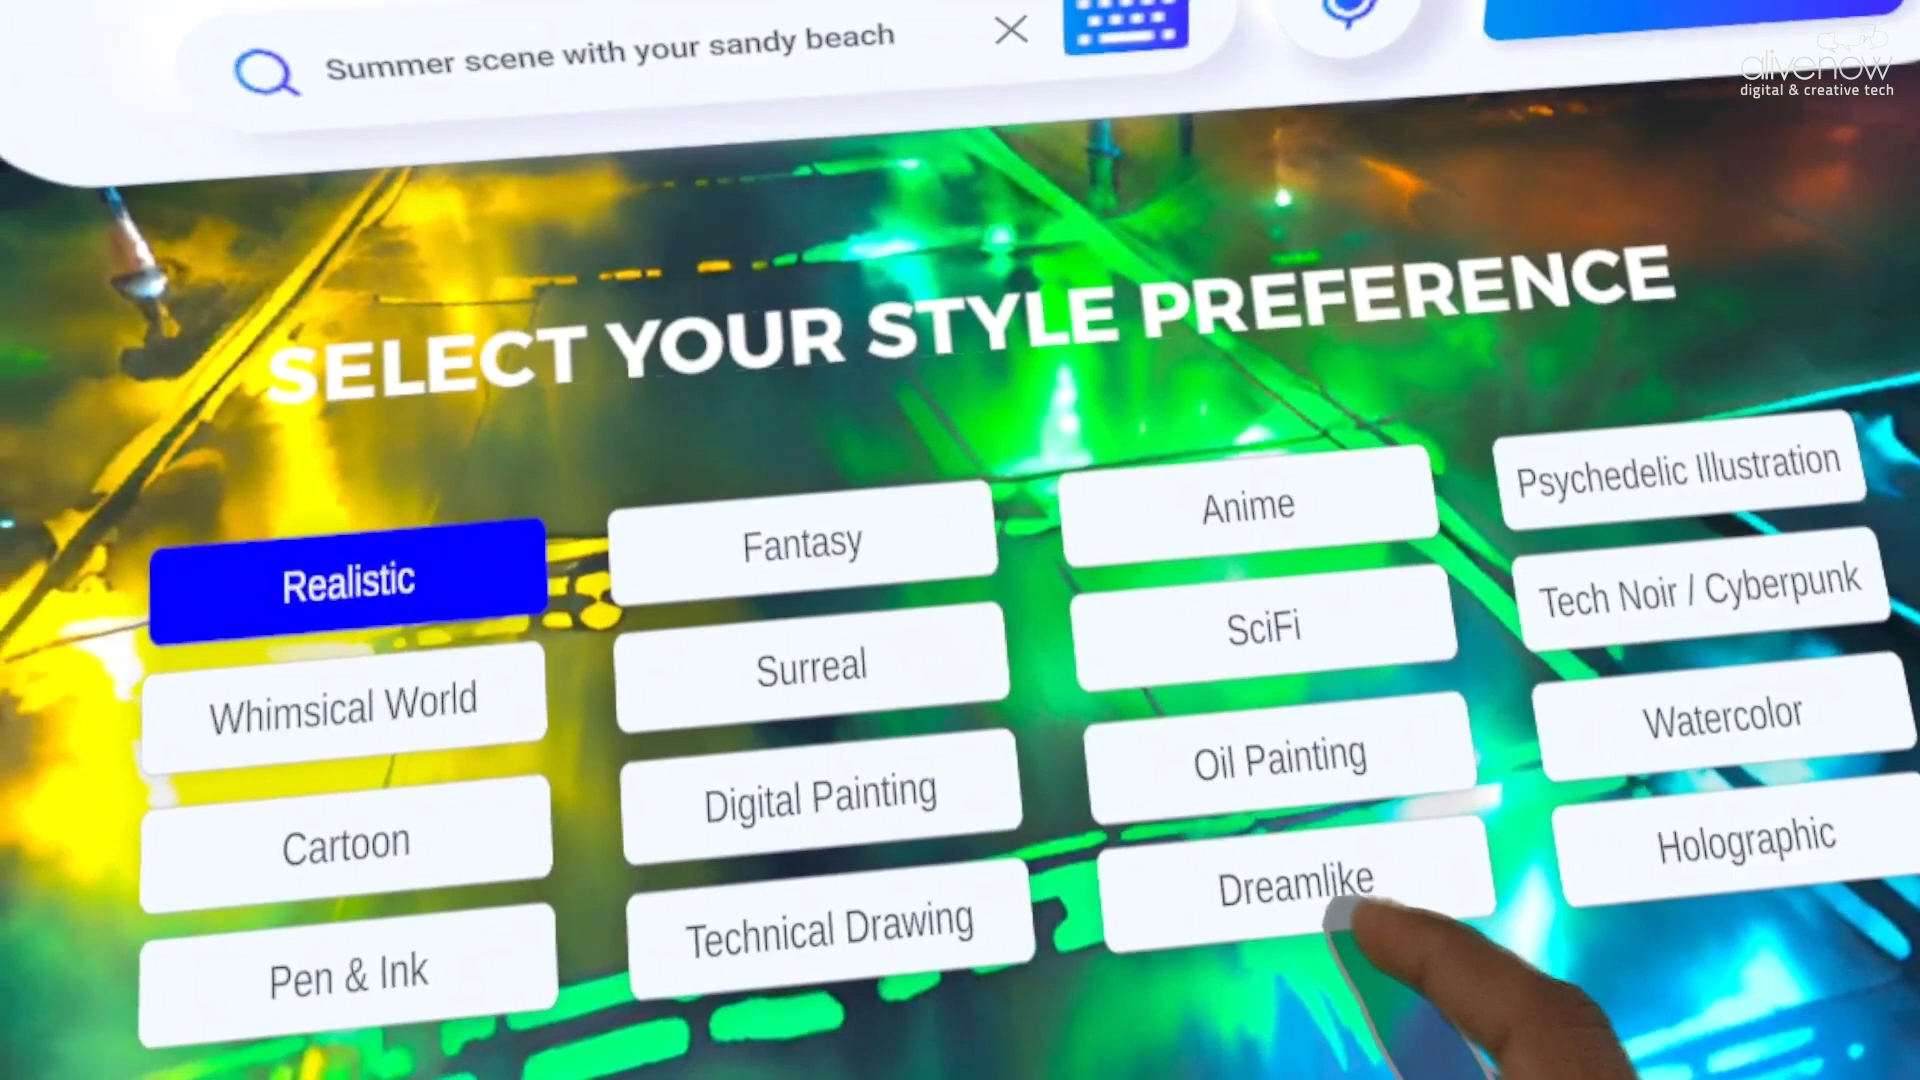 Summer scene with your sandy beach
alivenow
digital & creative tech
SELECT YOUR STYLE PREFERENCE
Realistic
Fantasy
Anime
Psychedelic Illustration
Whimsical World
Surreal
SciFi
Tech Noir / Cyberpunk
Cartoon
Digital Painting
Oil Painting
Watercolor
Pen & Ink
Technical Drawing
Dreamlike
Holographic